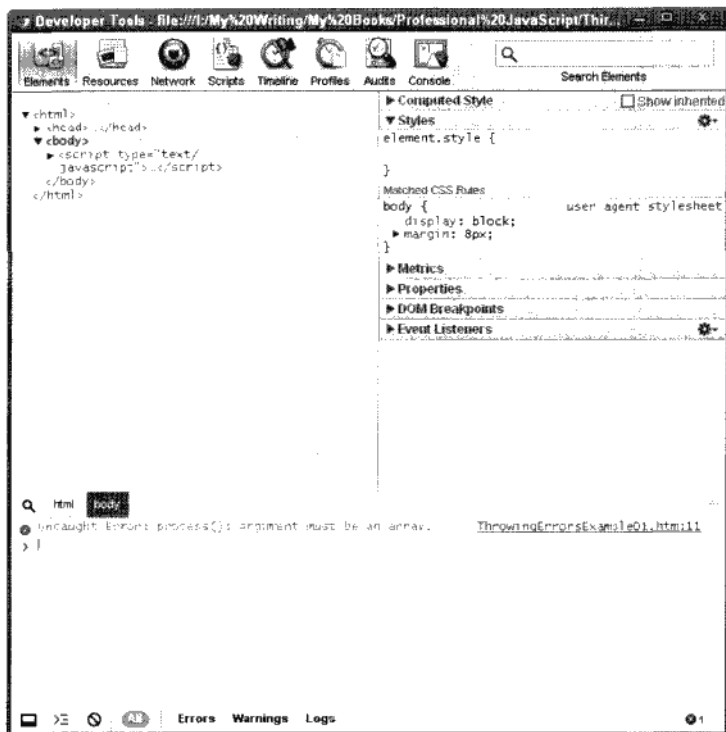 Developer Tools - file:///I:/My%20Writing/My%20Books/Professional%20JavaScript/Thir...
Elements Resources Network Scripts Timeline Profiles Audits Console
Search Elements
<html>
<head>…</head>
<body>
<script type="text/
javascript">…</script>
</body>
</html>
Computed Style Show inherited
Styles
element.style {
}
Matched CSS Rules
body { user agent stylesheet
display: block;
margin: 8px;
}
Metrics
Properties
DOM Breakpoints
Event Listeners
html body
Uncaught Error: process(): Argument must be an array. ThrowingErrorsExample01.htm:11
>
All Errors Warnings Logs 1